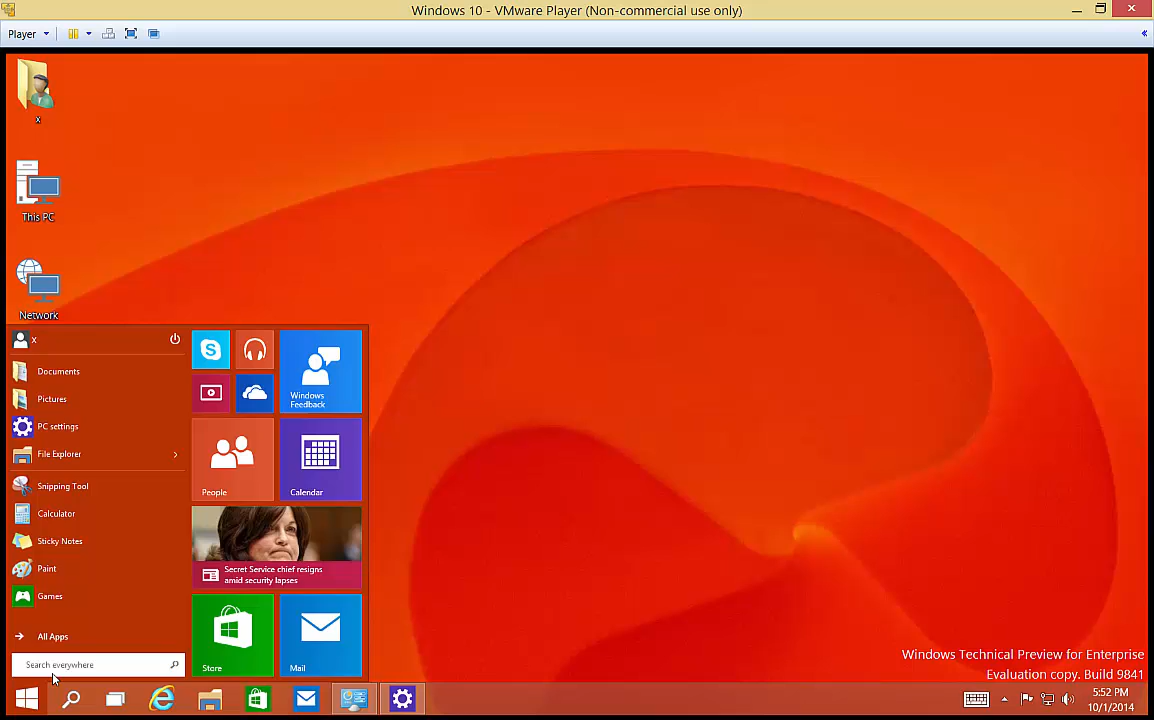 Windows 10 - VMware Player (Non-commercial use only)
Player
x
This PC
Network
x
Documents
Pictures
PC settings
File Explorer
Snipping Tool
Calculator
Sticky Notes
Paint
Games
All Apps
Search everywhere
Windows
Feedback
People
Calendar
Secret Service chief resigns
amid security lapses
Store
Mail
Windows Technical Preview for Enterprise
Evaluation copy. Build 9841
5:52 PM
10/1/2014